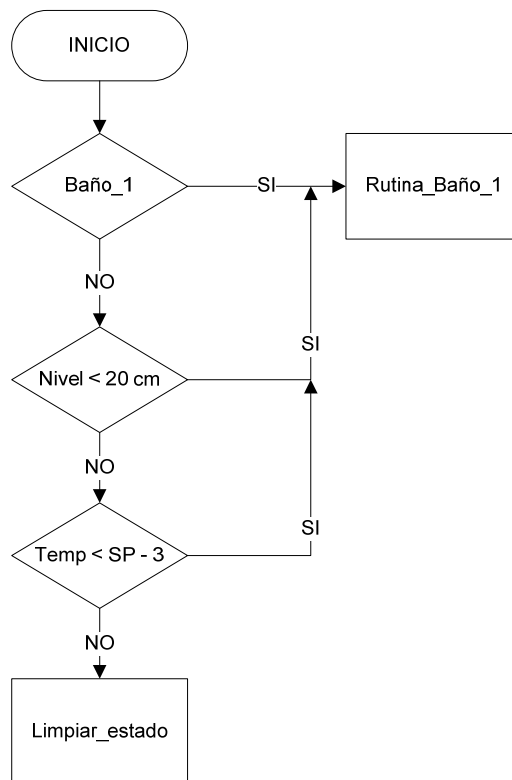 INICIO
Baño_1
SI
Rutina_Baño_1
NO
SI
Nivel < 20 cm
NO
SI
Temp < SP - 3
NO
Limpiar_estado